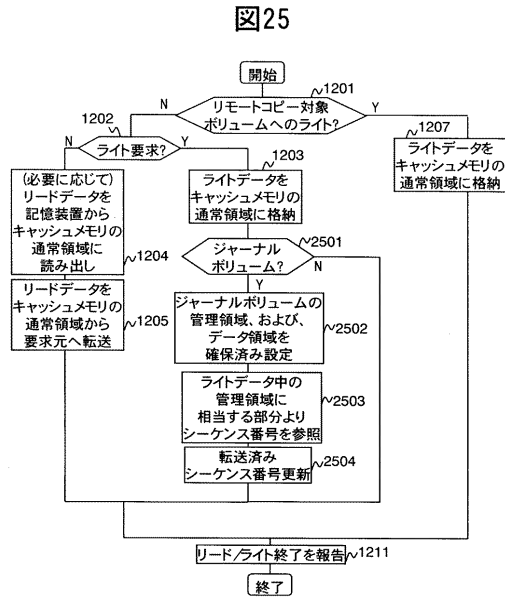 図25
開始
1201
N
リモートコピー対象
ボリュームへのライト?
Y
1202
N
ライト要求?
Y
1203
1207
ライトデータを
キャッシュメモリの
通常領域に格納
(必要に応じて)
リードデータを
記憶装置から
キャッシュメモリの
通常領域に
読み出し
1204
ライトデータを
キャッシュメモリの
通常領域に格納
2501
ジャーナル
ボリューム?
N
Y
リードデータを
キャッシュメモリの
通常領域から
要求元へ転送
1205
ジャーナルボリュームの
管理領域、および、
データ領域を
確保済み設定
2502
ライトデータ中の
管理領域に
相当する部分より
シーケンス番号を参照
2503
転送済み
シーケンス番号更新
2504
リード/ライト終了を報告
1211
終了